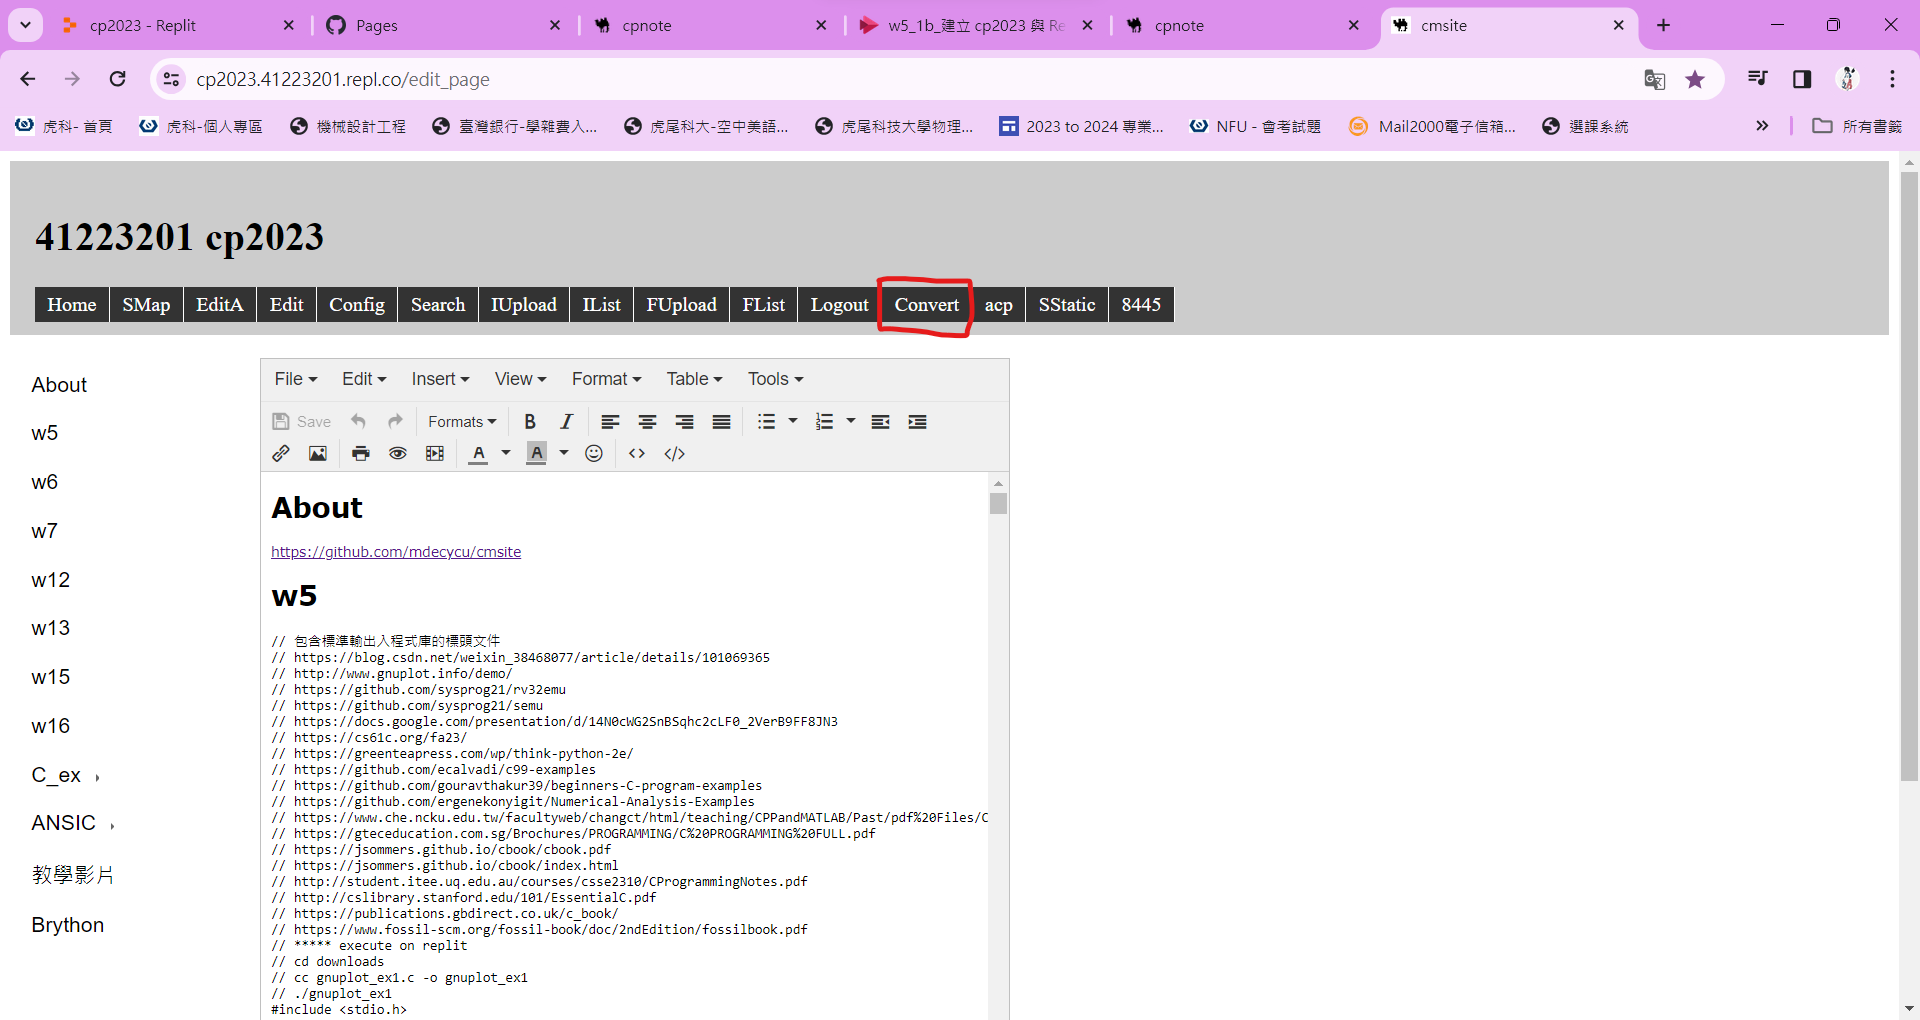 cp2023 - Replit
Pages
cpnote
w5_1b_建立 cp2023 與 Re
cpnote
cmsite
cp2023.41223201.repl.co/edit_page
虎科- 首頁
虎科-個人專區
機械設計工程
臺灣銀行-學雜費入...
虎尾科大-空中美語...
虎尾科技大學物理...
2023 to 2024 專業...
NFU - 會考試題
Mail2000電子信箱...
選課系統
所有書籤
41223201 cp2023
Home SMap EditA Edit Config Search IUpload IList FUpload FList Logout Convert acp SStatic 8445
About
w5
w6
w7
w12
w13
w15
w16
C_ex
ANSIC
教學影片
Brython
File Edit Insert View Format Table Tools
Save Formats B I
A A <> </>
About
https://github.com/mdecycu/cmsite
w5
// 包含標準輸出入程式庫的標頭文件
// https://blog.csdn.net/weixin_38468077/article/details/101069365
// http://www.gnuplot.info/demo/
// https://github.com/sysprog21/rv32emu
// https://github.com/sysprog21/semu
// https://docs.google.com/presentation/d/14N0cWG2SnBSqhc2cLF0_2VerB9FF8JN3
// https://cs61c.org/fa23/
// https://greenteapress.com/wp/think-python-2e/
// https://github.com/ecalvadi/c99-examples
// https://github.com/gouravthakur39/beginners-C-program-examples
// https://github.com/ergenekonyigit/Numerical-Analysis-Examples
// https://www.che.ncku.edu.tw/facultyweb/changct/html/teaching/CPPandMATLAB/Past/pdf%20Files/C
// https://gteceducation.com.sg/Brochures/PROGRAMMING/C%20PROGRAMMING%20FULL.pdf
// https://jsommers.github.io/cbook/cbook.pdf
// https://jsommers.github.io/cbook/index.html
// http://student.itee.uq.edu.au/courses/csse2310/CProgrammingNotes.pdf
// http://cslibrary.stanford.edu/101/EssentialC.pdf
// https://publications.gbdirect.co.uk/c_book/
// https://www.fossil-scm.org/fossil-book/doc/2ndEdition/fossilbook.pdf
// ***** execute on replit
// cd downloads
// cc gnuplot_ex1.c -o gnuplot_ex1
// ./gnuplot_ex1
#include <stdio.h>